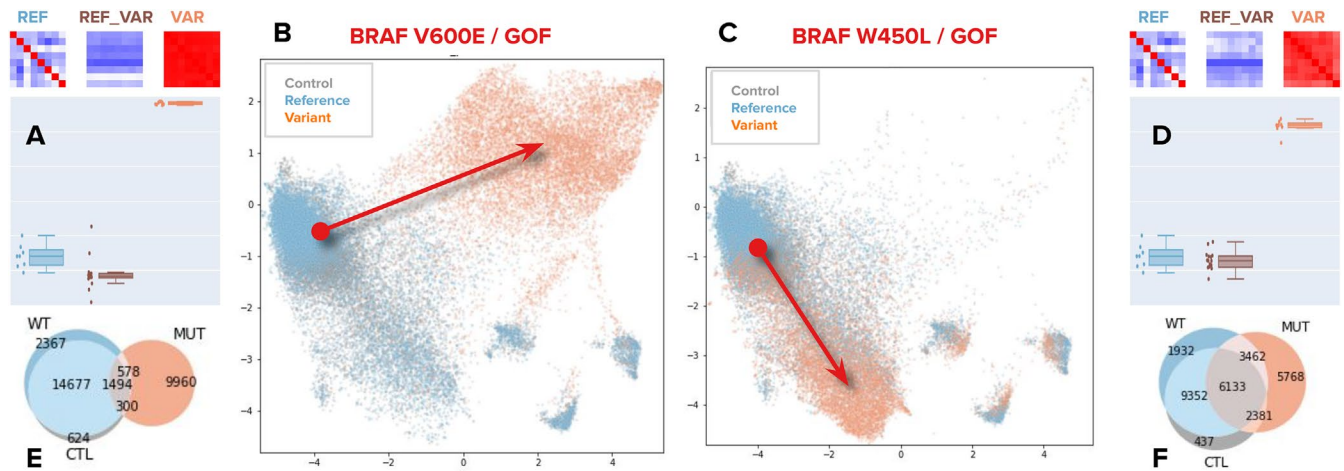 REF REF_VAR VAR
A
B
BRAF V600E / GOF
Control
Reference
Variant
2
1
0
−1
−2
−3
−4
−4 −2 0 2 4
C
BRAF W450L / GOF
Control
Reference
Variant
2
1
0
−1
−2
−3
−4
−4 −2 0 2 4
REF REF_VAR VAR
D
WT
2367
MUT
14677 1494 578 9960
300
624
CTL
E
WT
1932
MUT
3462
5768
9352 6133
2381
437
CTL
F